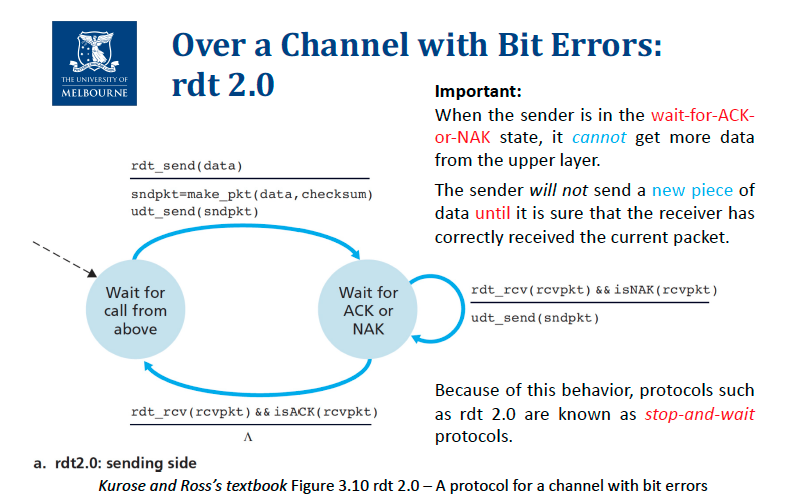 THE UNIVERSITY OF
MELBOURNE
Over a Channel with Bit Errors:
rdt 2.0
Important:
When the sender is in the wait-for-ACK-
or-NAK state, it cannot get more data
from the upper layer.
The sender will not send a new piece of
data until it is sure that the receiver has
correctly received the current packet.
rdt_send(data)
sndpkt=make_pkt(data,checksum)
udt_send(sndpkt)
Wait for
call from
above
Wait for
ACK or
NAK
rdt_rcv(rcvpkt)&&isNAK(rcvpkt)
udt_send(sndpkt)
rdt_rcv(rcvpkt)&&isACK(rcvpkt)
Λ
Because of this behavior, protocols such
as rdt 2.0 are known as stop-and-wait
protocols.
a. rdt2.0: sending side
Kurose and Ross’s textbook Figure 3.10 rdt 2.0 – A protocol for a channel with bit errors